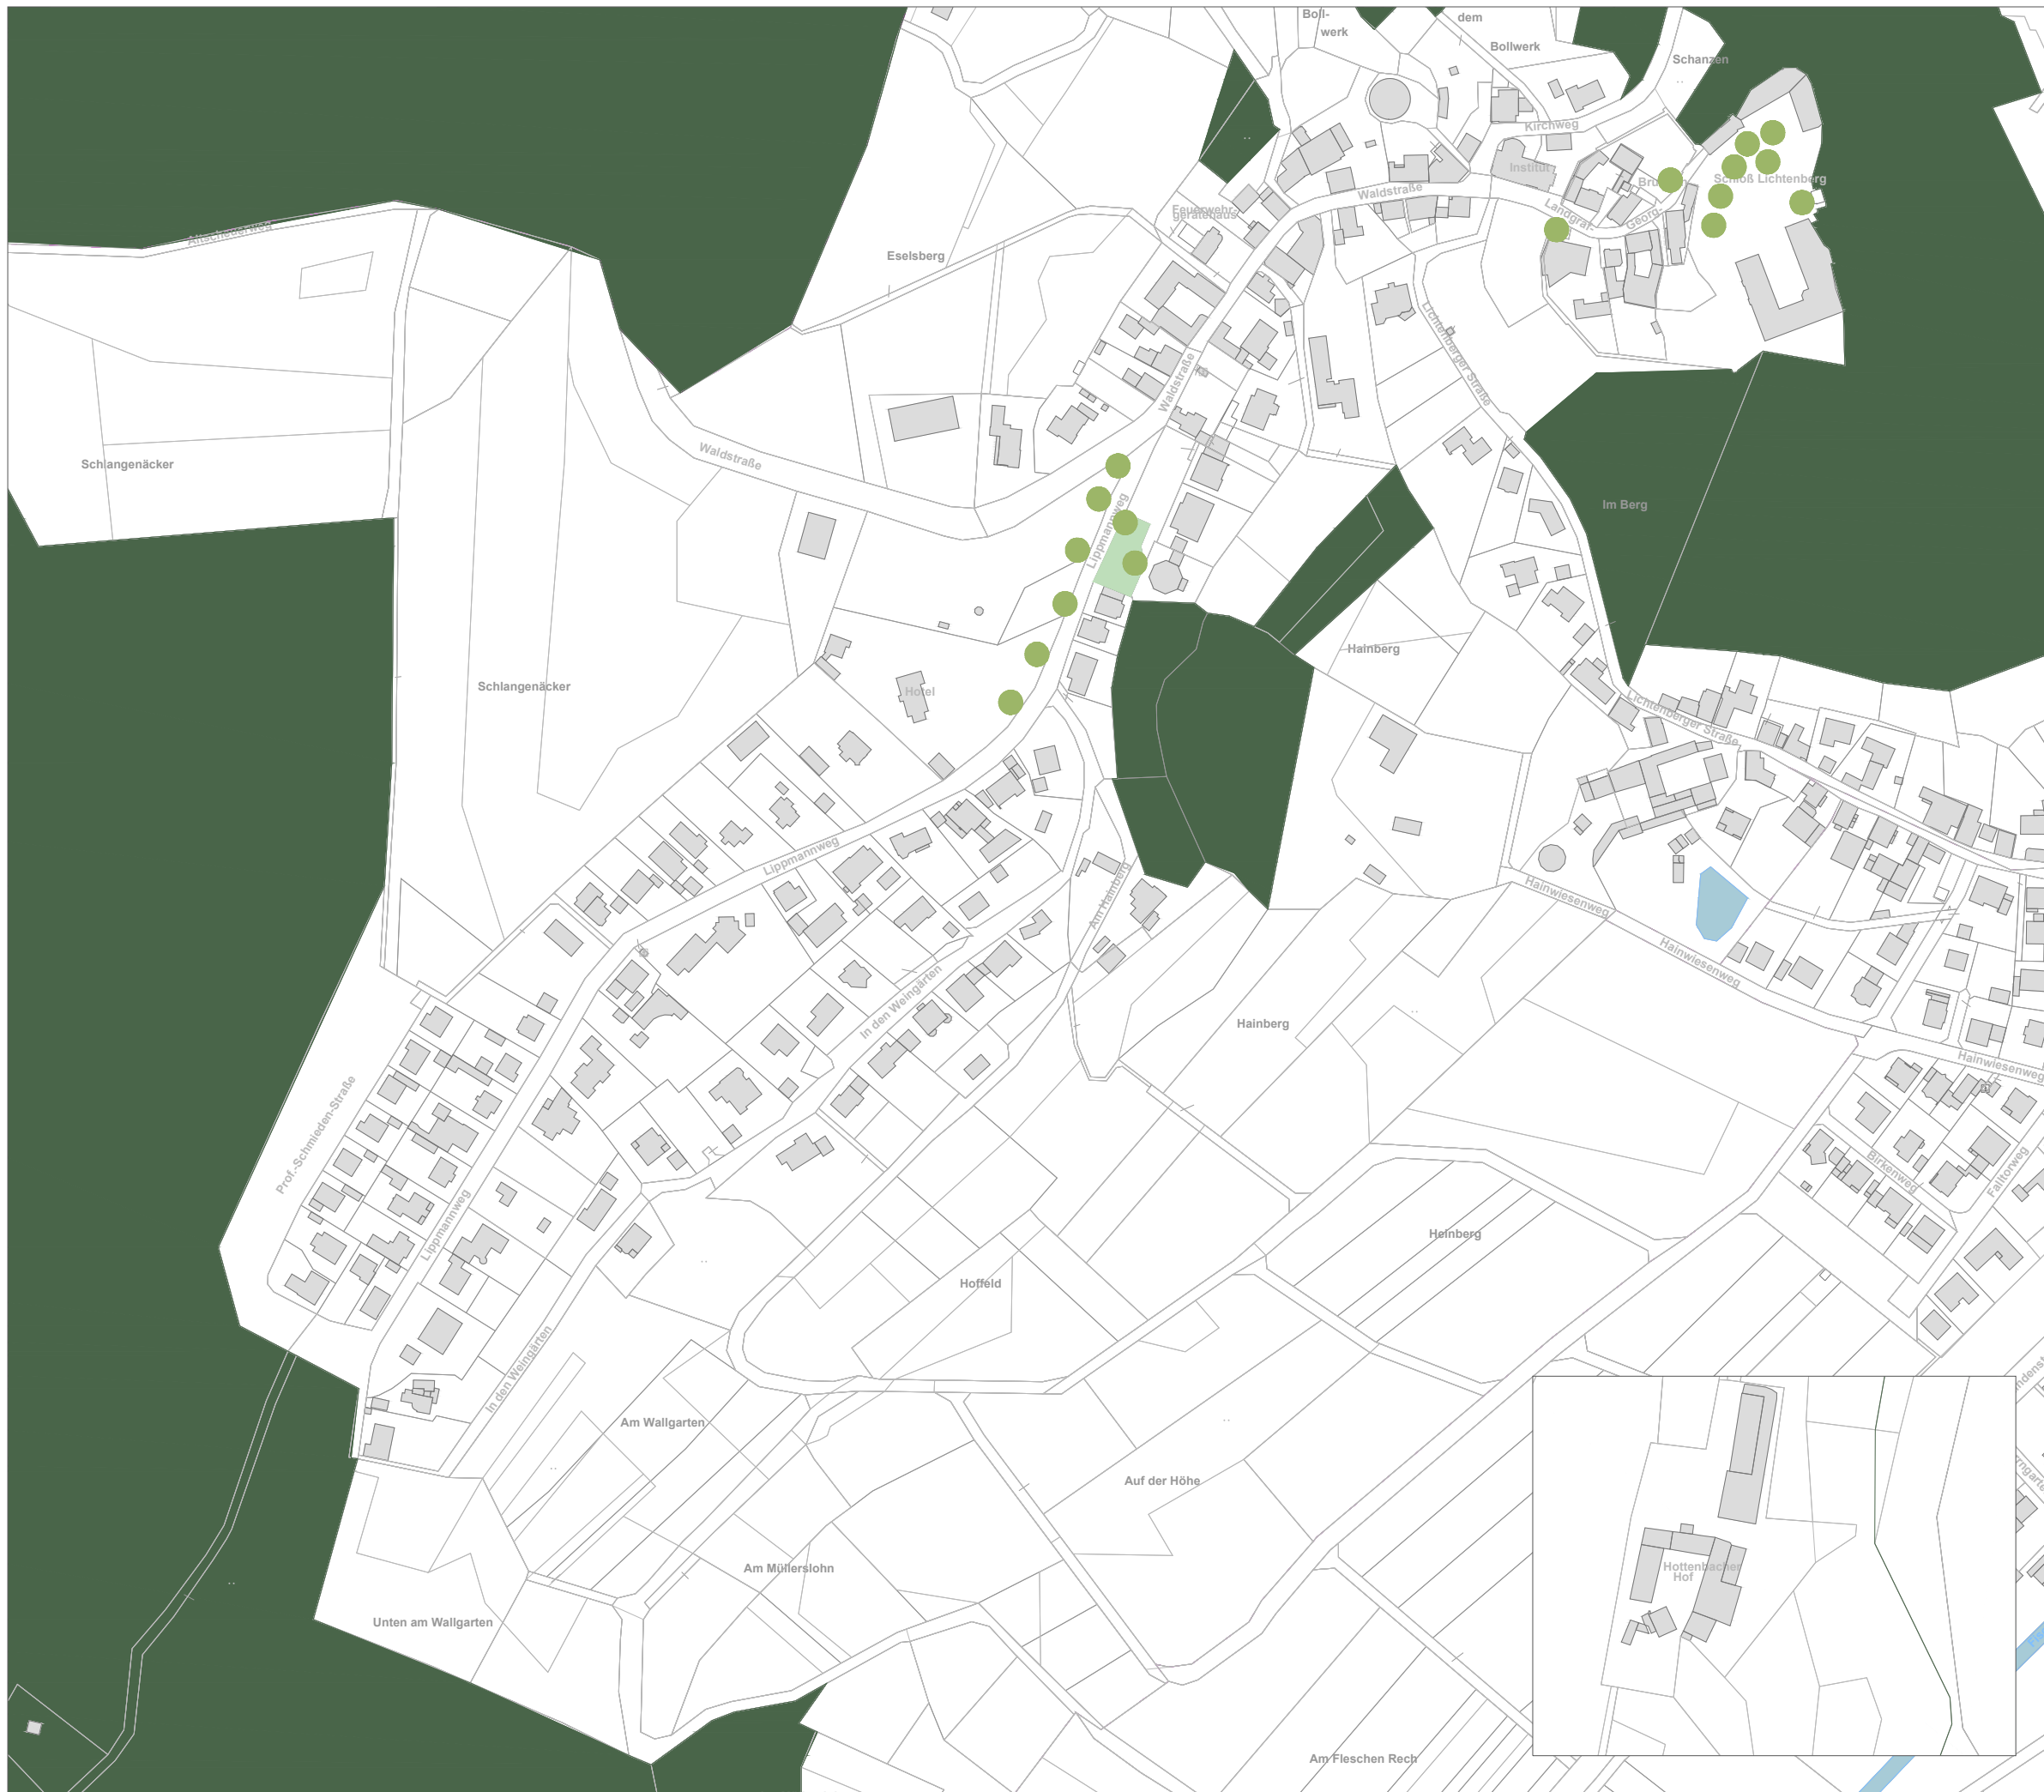 Boll-
werk
dem
Bollwerk
Schanzen
Kirchweg
Institut
Schloß Lichtenberg
Waldstraße
Landgraf-
Georg-
Feuerwehr-
gerätehaus
Altscheuerweg
Eselsberg
Lichtenberger Straße
Waldstraße
Waldstraße
Schlangenäcker
Lippmannweg
Im Berg
Hainberg
Schlangenäcker
Hotel
Lichtenberger Straße
Lippmannweg
Am Hainberg
Hainwiesenweg
Hainwiesenweg
In den Weingärten
Hainberg
Hainwiesenweg
Prof.-Schmieden-Straße
Birkenweg
Falltorweg
Lippmannweg
Heinberg
Hoffeld
In den Weingärten
Am Wallgarten
Auf der Höhe
Am Müllerslohn
Hottenbacher
Hof
Unten am Wallgarten
Am Fleschen Rech